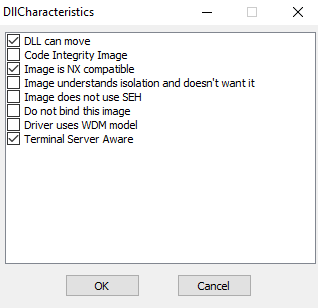 DllCharacteristics
DLL can move
Code Integrity Image
Image is NX compatible
Image understands isolation and doesn't want it
Image does not use SEH
Do not bind this image
Driver uses WDM model
Terminal Server Aware
OK
Cancel